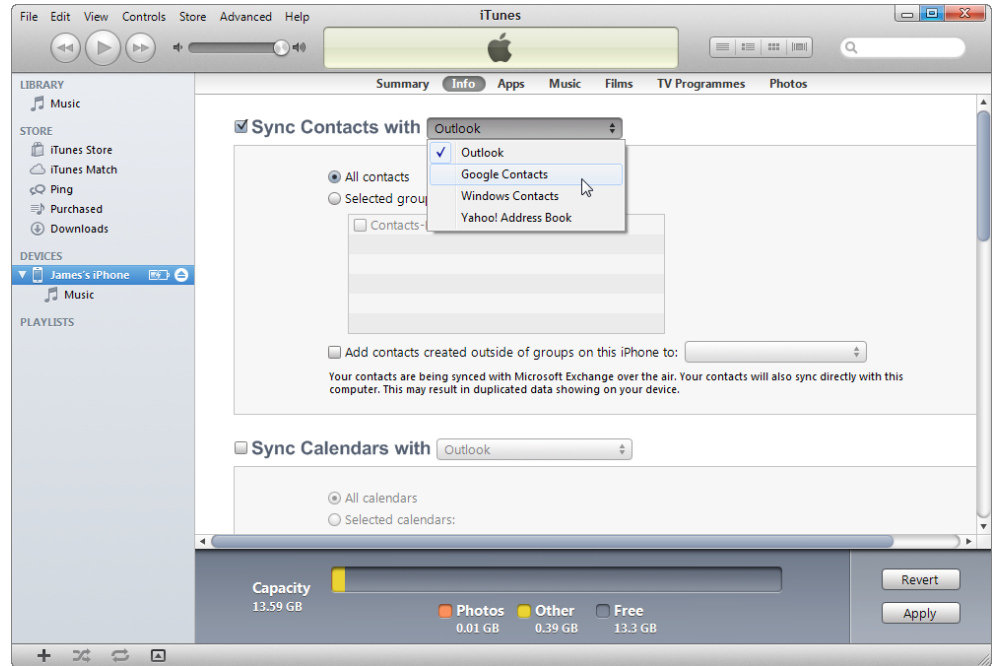 File Edit View Controls Store Advanced Help
iTunes
LIBRARY
Music
STORE
iTunes Store
iTunes Match
Ping
Purchased
Downloads
DEVICES
James's iPhone
Music
PLAYLISTS
Summary Info Apps Music Films TV Programmes Photos
Sync Contacts with Outlook
Outlook
Google Contacts
Windows Contacts
Yahoo! Address Book
All contacts
Selected
Add contacts created outside of groups on this iPhone to:
Your contacts are being synced with Microsoft Exchange over the air. Your contacts will also sync directly with this
computer. This may result in duplicated data showing on your device.
Sync Calendars with Outlook
All calendars
Selected calendars:
Capacity
13.59 GB
Photos Other Free
0.01 GB 0.39 GB 13.3 GB
Revert
Apply